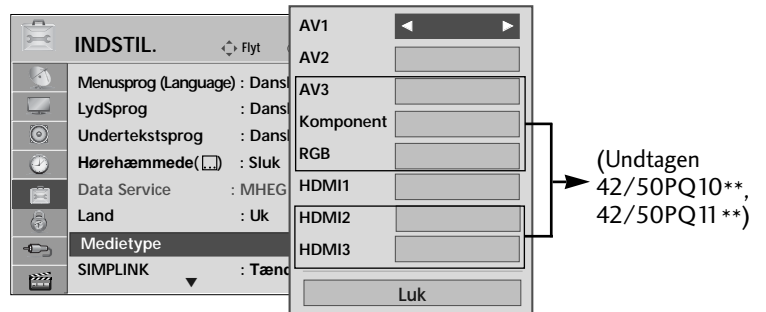 INDSTIL.
Flyt
Menusprog (Language) : Dansk
LydSprog : Dansk
Undertekstsprog : Dansk
Hørehæmmede( ) : Sluk
Data Service : MHEG
Land : Uk
Medietype
SIMPLINK : Tænd
AV1
AV2
AV3
Komponent
RGB
HDMI1
HDMI2
HDMI3
Luk
(Undtagen
42/50PQ10**,
42/50PQ11**)